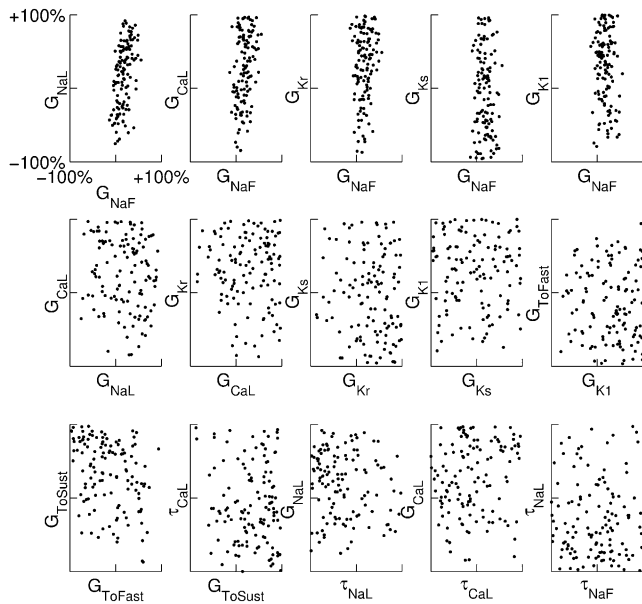 +100%
G_NaL
−100%
−100% +100%
G_NaF
G_CaL
G_NaF
G_Kr
G_NaF
G_Ks
G_NaF
G_K1
G_NaF
G_CaL
G_NaL
G_Kr
G_CaL
G_Ks
G_Kr
G_K1
G_Ks
G_ToFast
G_K1
G_ToSust
G_ToFast
τ_CaL
G_ToSust
G_NaL
τ_NaL
G_CaL
τ_CaL
τ_NaL
τ_NaF